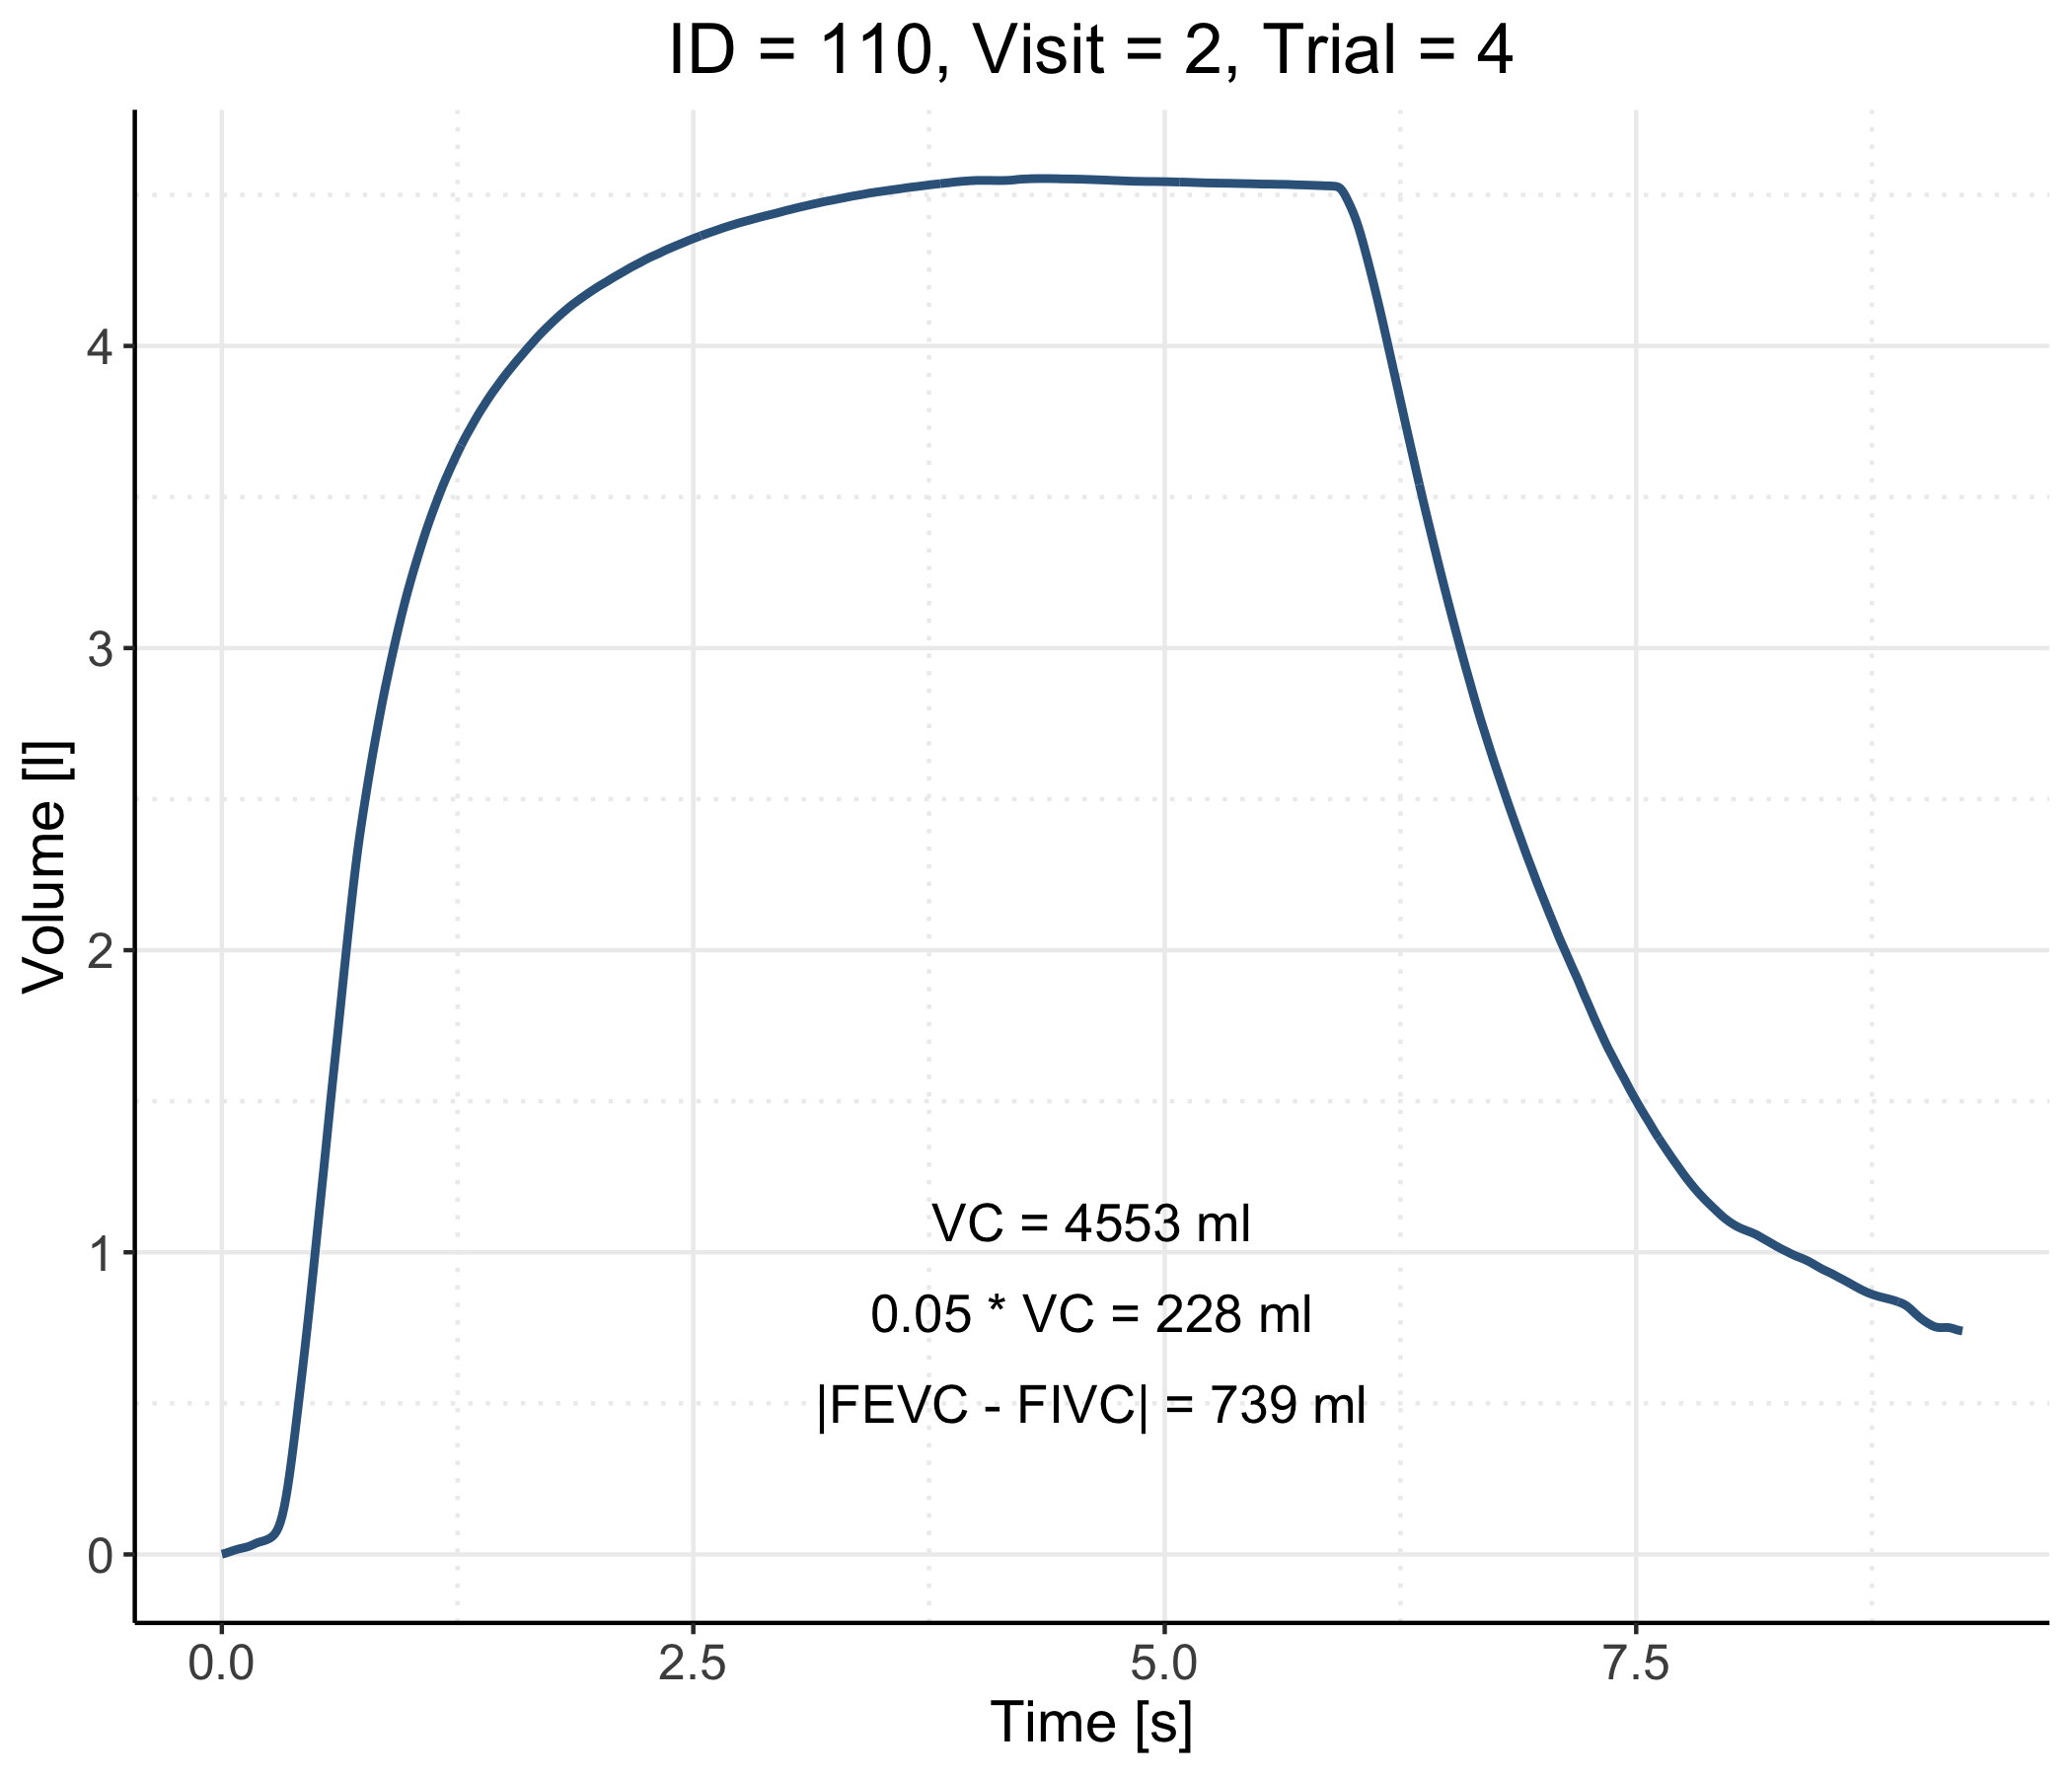 ID = 110, Visit = 2, Trial = 4
Volume [l]
4
3
2
1
0
VC = 4553 ml
0.05 * VC = 228 ml
|FEVC - FIVC| = 739 ml
0.0 2.5 5.0 7.5
Time [s]